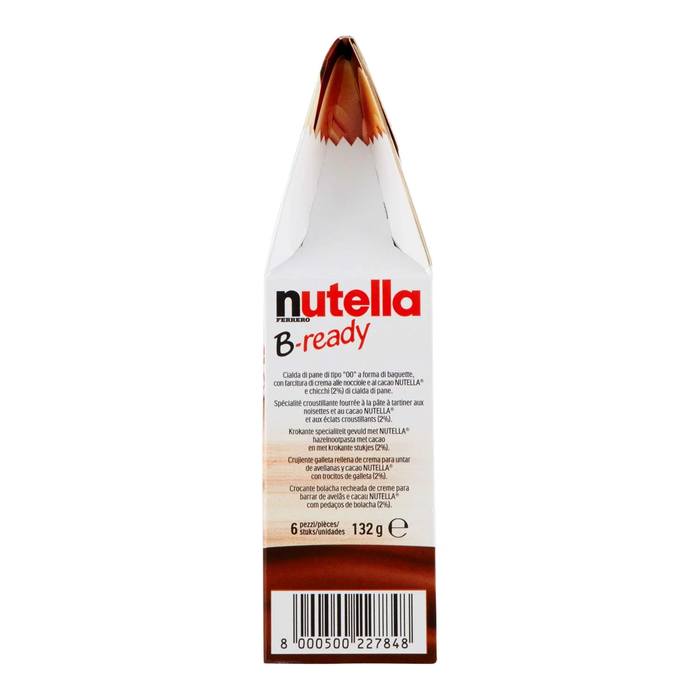 nutella
FERRERO
B-ready
Cialda di pane di tipo "00" a forma di baguette,
con farcitura di crema alle nocciole e al cacao NUTELLA®
e chicchi (2%) di cialda di pane.
Spécialité croustillante fourrée à la pâte à tartiner aux
noisettes et au cacao NUTELLA®
et aux éclats croustillants (2%).
Krokante specialiteit gevuld met NUTELLA®
hazelnootpasta met cacao
en met krokante stukjes (2%).
Crujiente galleta rellena de crema para untar
de avellanas y cacao NUTELLA®
con trocitos de galleta (2%).
Crocante bolacha recheada de creme para
barrar de avelãs e cacau NUTELLA®
com pedaços de bolacha (2%).
6 pezzi/pièces/
stuks/unidades 132 g ℮
8 000500 227848